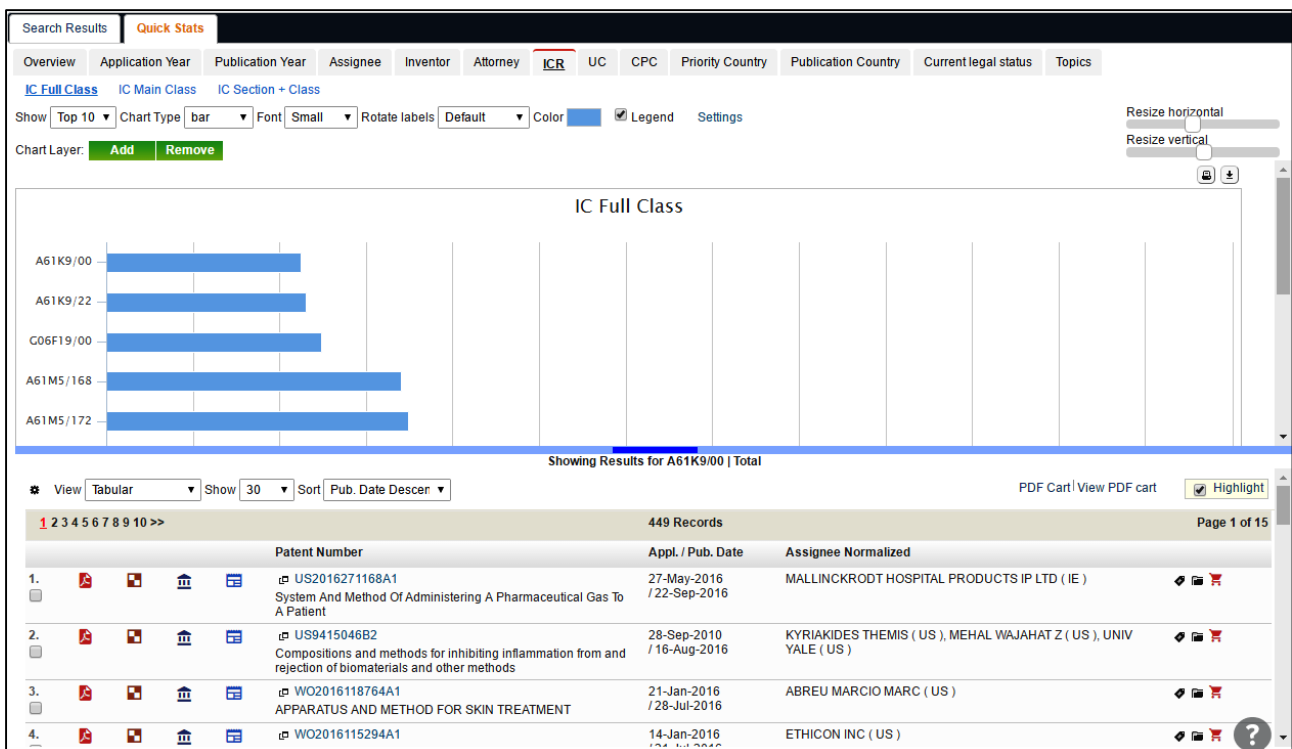 Search Results Quick Stats
Overview Application Year Publication Year Assignee Inventor Attorney ICR UC CPC Priority Country Publication Country Current legal status Topics
IC Full Class IC Main Class IC Section + Class
Show Top 10 Chart Type bar Font Small Rotate labels Default Color Legend Settings
Resize horizontal
Resize vertical
Chart Layer: Add Remove
IC Full Class
A61K9/00
A61K9/22
G06F19/00
A61M5/168
A61M5/172
Showing Results for A61K9/00 | Total
View Tabular Show 30 Sort Pub. Date Descen PDF Cart | View PDF cart Highlight
1 2 3 4 5 6 7 8 9 10 >> 449 Records Page 1 of 15
Patent Number Appl. / Pub. Date Assignee Normalized
1. US2016271168A1 27-May-2016 MALLINCKRODT HOSPITAL PRODUCTS IP LTD ( IE )
System And Method Of Administering A Pharmaceutical Gas To / 22-Sep-2016
A Patient
2. US9415046B2 28-Sep-2010 KYRIAKIDES THEMIS ( US ), MEHAL WAJAHAT Z ( US ), UNIV
Compositions and methods for inhibiting inflammation from and / 16-Aug-2016 YALE ( US )
rejection of biomaterials and other methods
3. WO2016118764A1 21-Jan-2016 ABREU MARCIO MARC ( US )
APPARATUS AND METHOD FOR SKIN TREATMENT / 28-Jul-2016
4. WO2016115294A1 14-Jan-2016 ETHICON INC ( US )
?